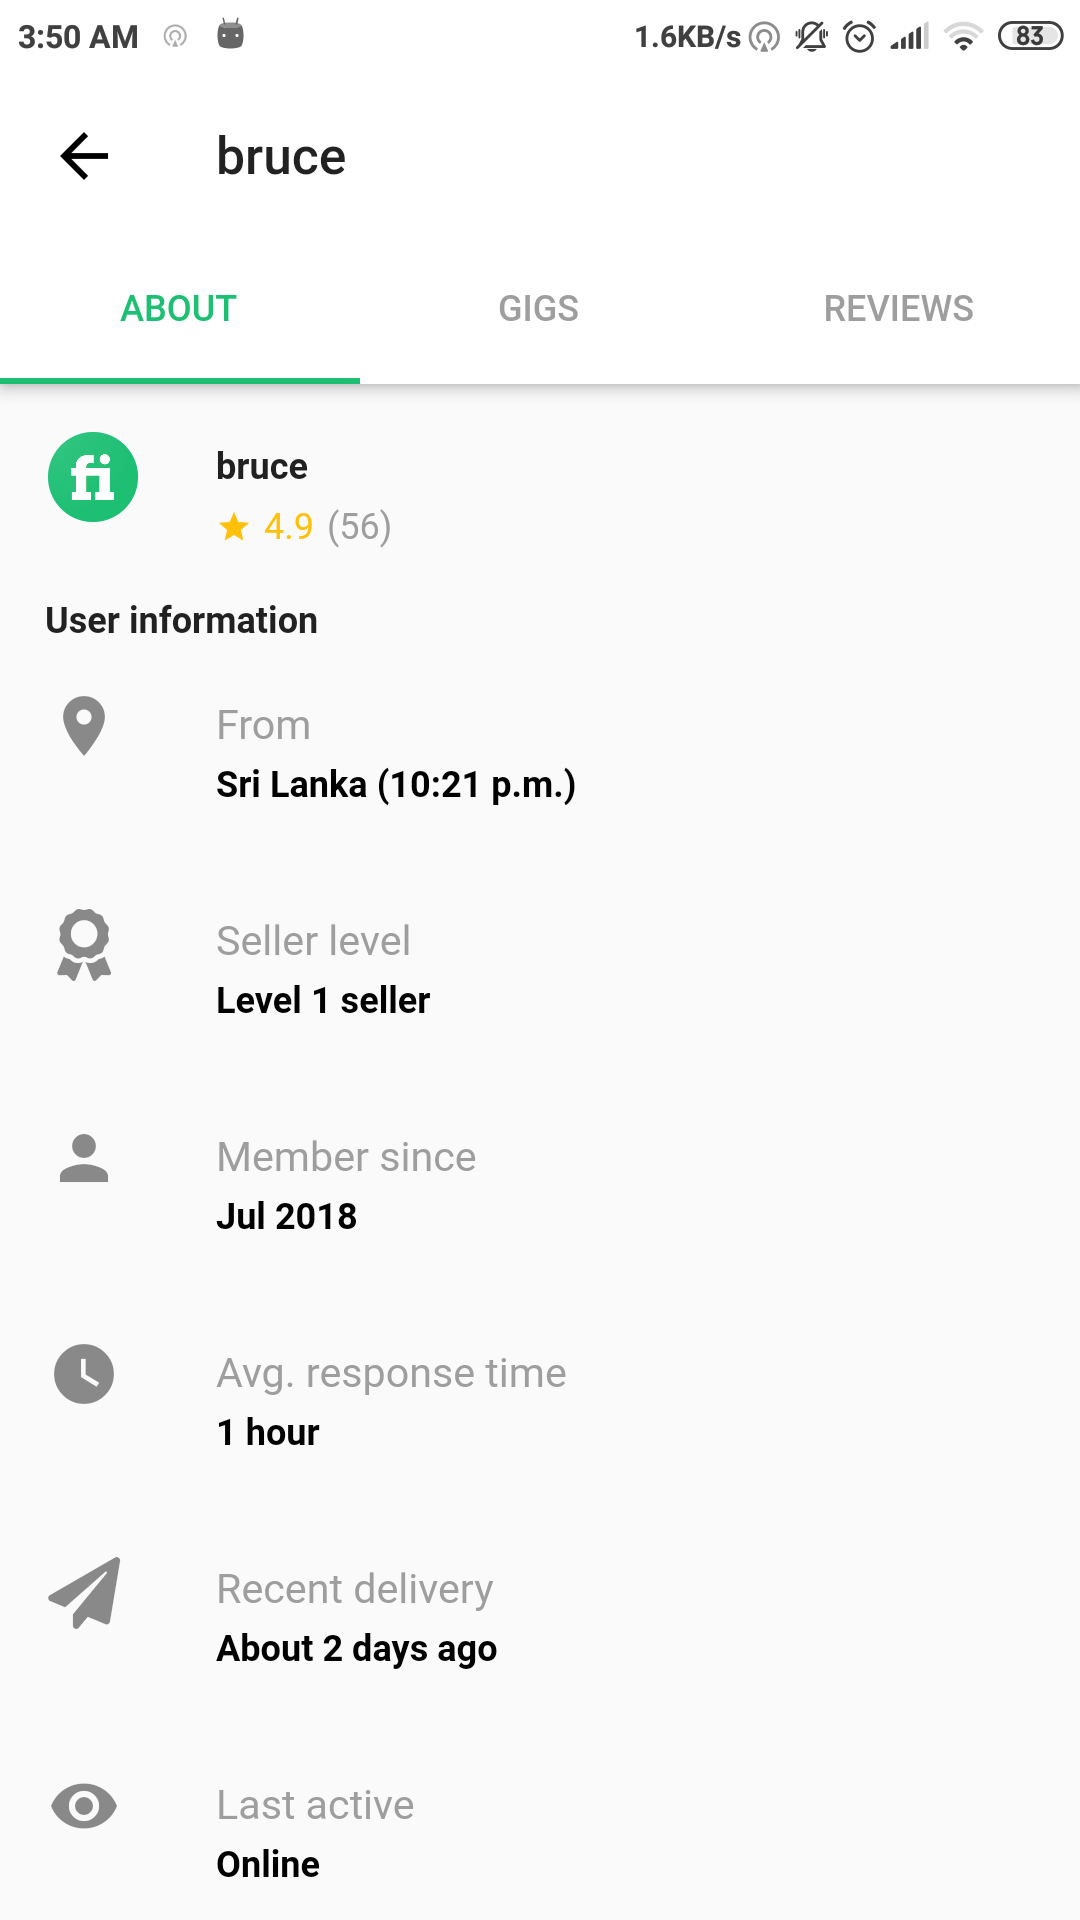 3:50 AM 1.6KB/s 83
bruce
ABOUT GIGS REVIEWS
fi
bruce
4.9 (56)
User information
From
Sri Lanka (10:21 p.m.)
Seller level
Level 1 seller
Member since
Jul 2018
Avg. response time
1 hour
Recent delivery
About 2 days ago
Last active
Online